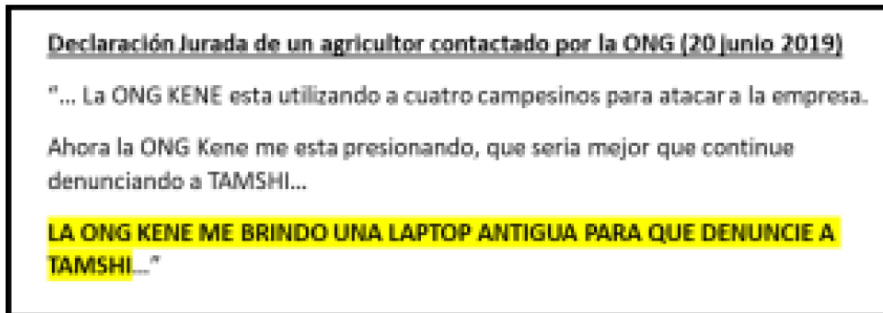 Declaración Jurada de un agricultor contactado por la ONG (20 junio 2019)
"... La ONG KENE esta utilizando a cuatro campesinos para atacar a la empresa.
Ahora la ONG Kene me esta presionando, que seria mejor que continue
denunciando a TAMSHI...
LA ONG KENE ME BRINDO UNA LAPTOP ANTIGUA PARA QUE DENUNCIE A
TAMSHI..."